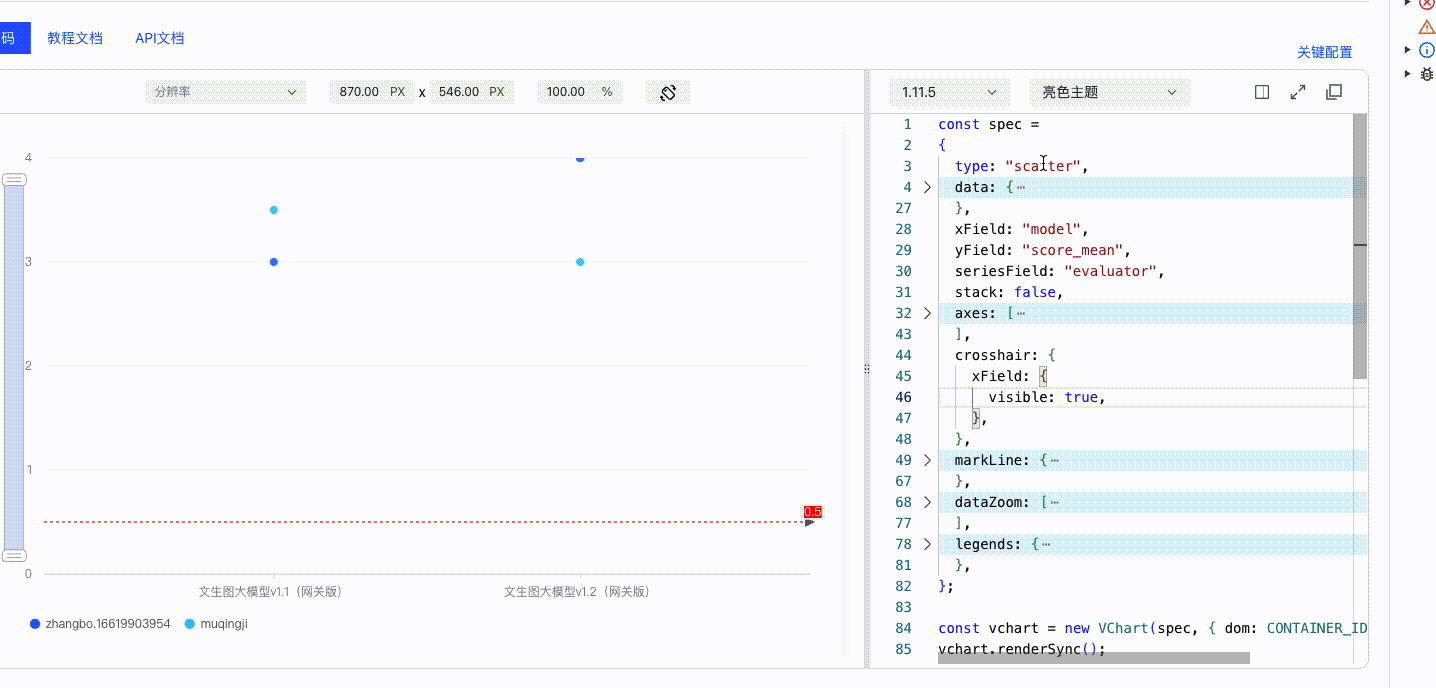 码 教程文档 API文档
关键配置
分辨率 870.00 PX x 546.00 PX 100.00 %
4
3
2
1
0.5
0
文生图大模型v1.1（网关版） 文生图大模型v1.2（网关版）
zhangbo.16619903954 muqingji
1.11.5 亮色主题
1 const spec =
2 {
3 type: "scatter",
4 data: {⋯
27 },
28 xField: "model",
29 yField: "score_mean",
30 seriesField: "evaluator",
31 stack: false,
32 axes: [⋯
43 ],
44 crosshair: {
45 xField: {
46 visible: true,
47 },
48 },
49 markLine: {⋯
67 },
68 dataZoom: [⋯
77 ],
78 legends: {⋯
81 },
82 };
83
84 const vchart = new VChart(spec, { dom: CONTAINER_ID
85 vchart.renderSync();